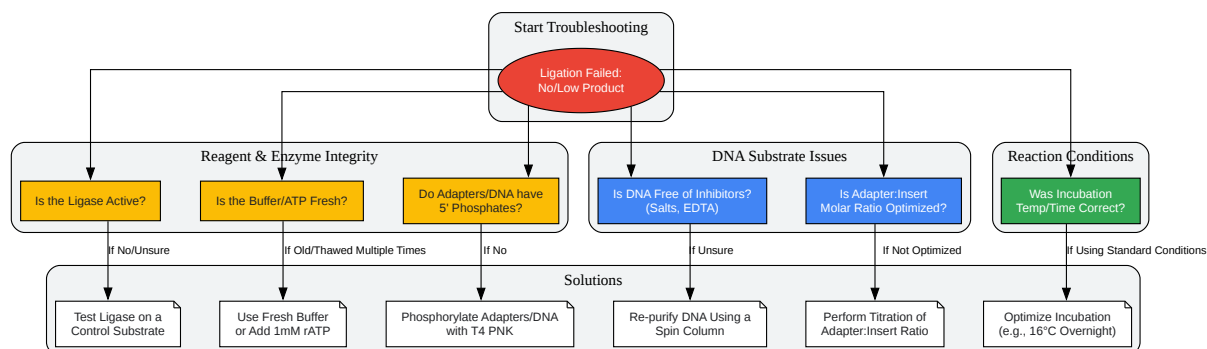 Start Troubleshooting
Ligation Failed:
No/Low Product
Reagent & Enzyme Integrity
DNA Substrate Issues
Reaction Conditions
Is the Ligase Active?
Is the Buffer/ATP Fresh?
Do Adapters/DNA have
5' Phosphates?
Is DNA Free of Inhibitors?
(Salts, EDTA)
Is Adapter:Insert
Molar Ratio Optimized?
Was Incubation
Temp/Time Correct?
If No/Unsure
If Old/Thawed Multiple Times
If No
If Unsure
If Not Optimized
If Using Standard Conditions
Solutions
Test Ligase on a
Control Substrate
Use Fresh Buffer
or Add 1mM rATP
Phosphorylate Adapters/DNA
with T4 PNK
Re-purify DNA Using a
Spin Column
Perform Titration of
Adapter:Insert Ratio
Optimize Incubation
(e.g., 16°C Overnight)